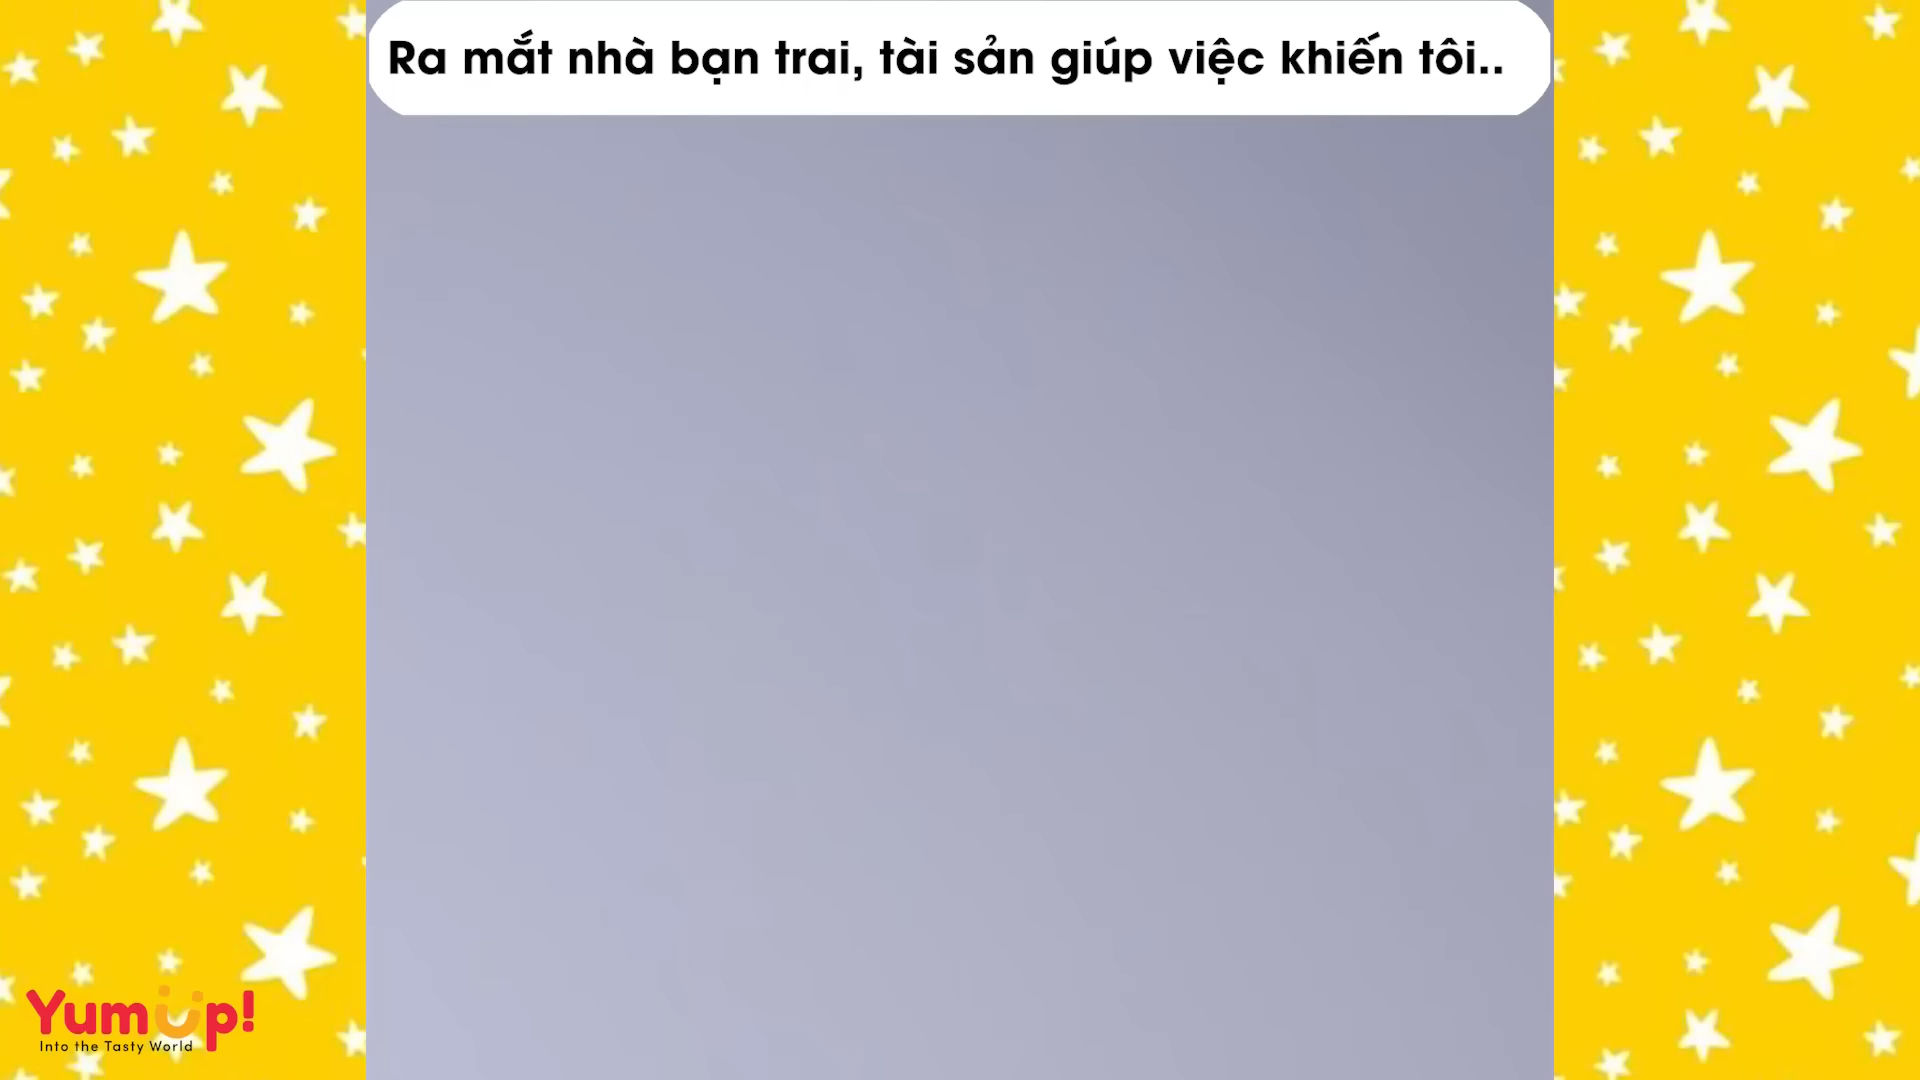 Ra mắt nhà bạn trai, tài sản giúp việc khiến tôi..
YumUp!
Into the Tasty World